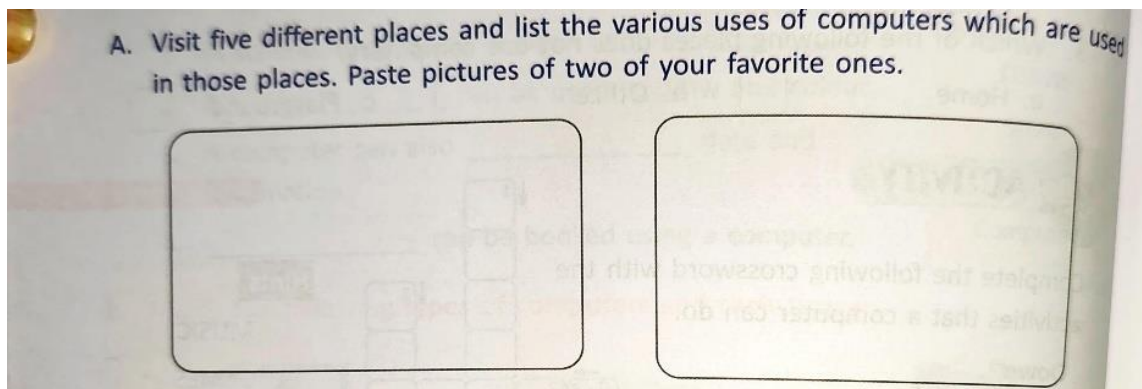 A. Visit five different places and list the various uses of computers which are used
in those places. Paste pictures of two of your favorite ones.